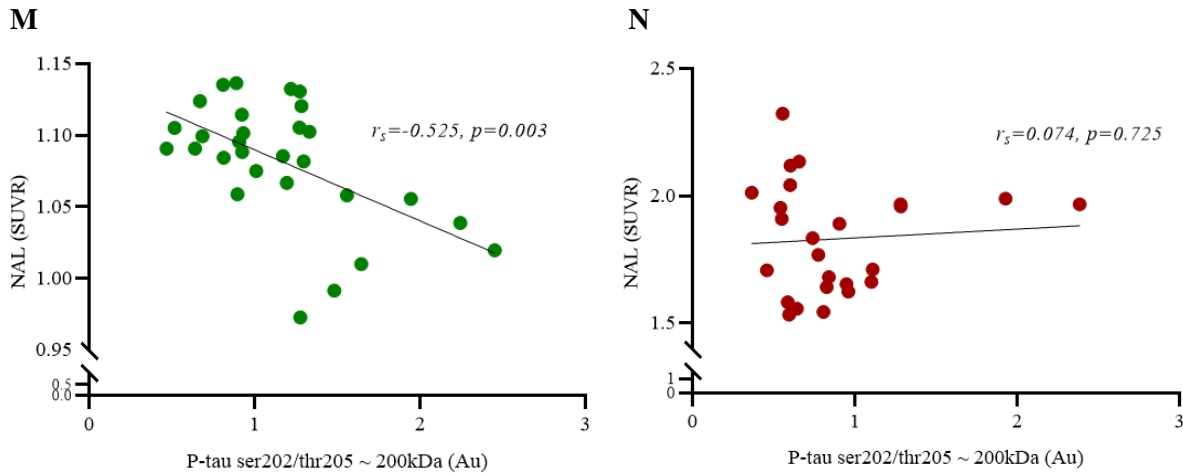 M
1.15
1.10
1.05
1.00
0.95
0.5
0.0
0
1
2
3
NAL (SUVR)
r_s=-0.525, p=0.003
P-tau ser202/thr205 ~ 200kDa (Au)
N
2.5
2.0
1.5
1
0
0
1
2
3
NAL (SUVR)
r_s=0.074, p=0.725
P-tau ser202/thr205 ~ 200kDa (Au)